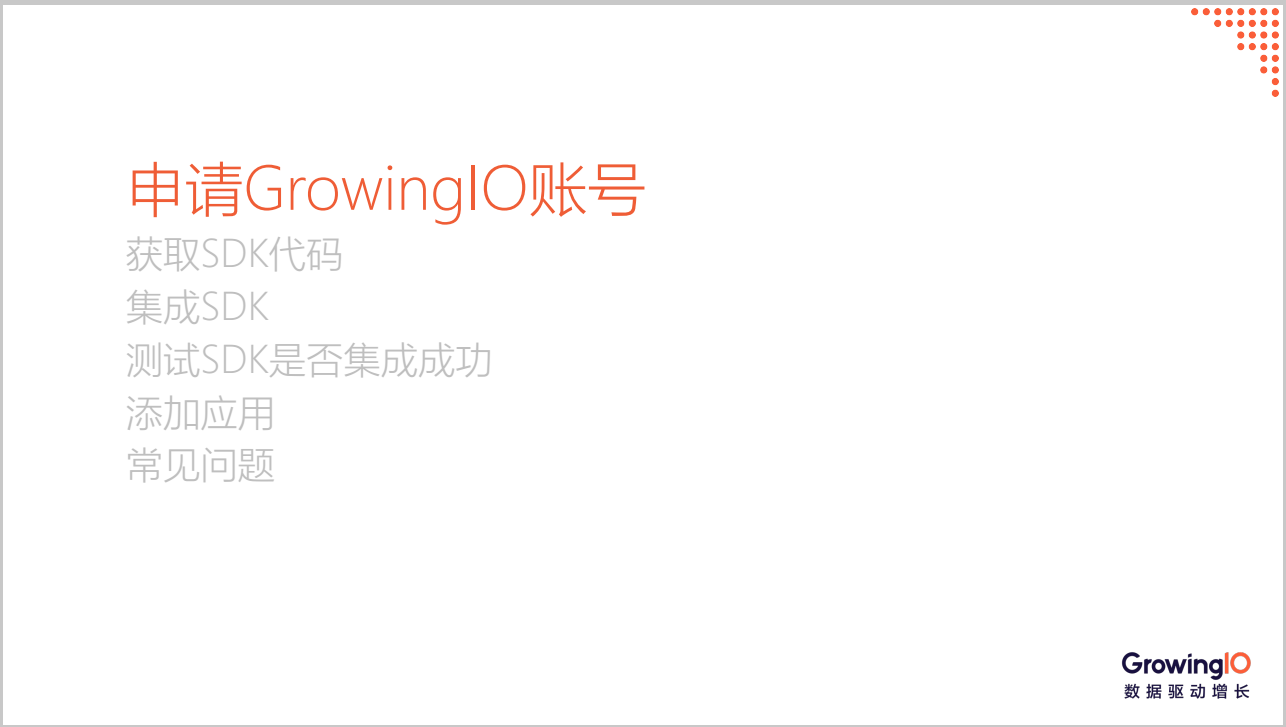 申请GrowingIO账号
获取SDK代码
集成SDK
测试SDK是否集成成功
添加应用
常见问题
GrowingIO
数据驱动增长